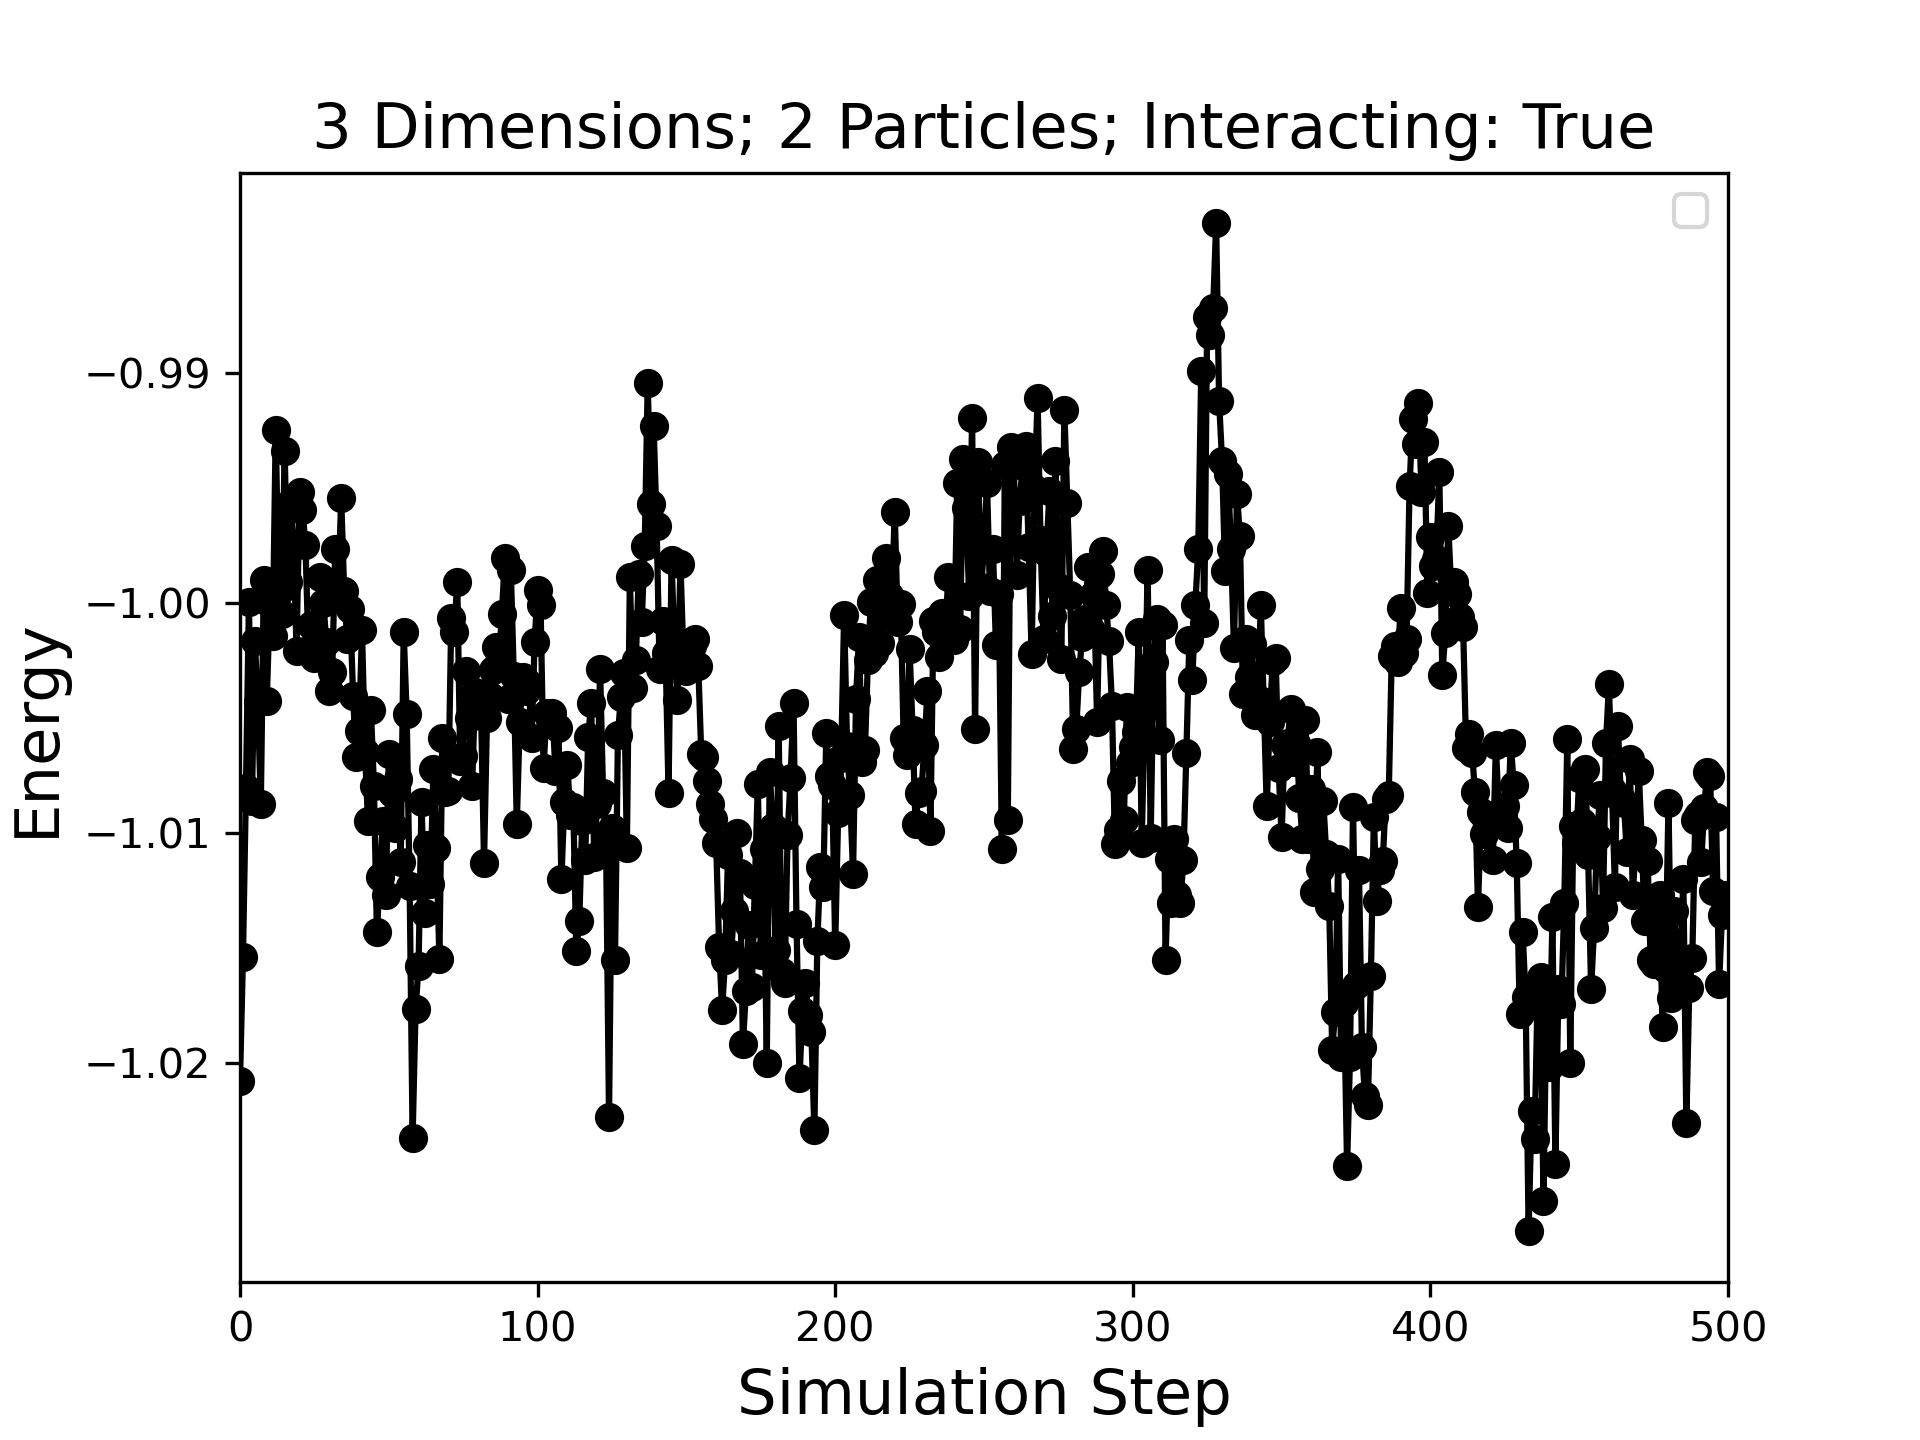 3 Dimensions; 2 Particles; Interacting: True
Energy
−0.99
−1.00
−1.01
−1.02
0 100 200 300 400 500
Simulation Step